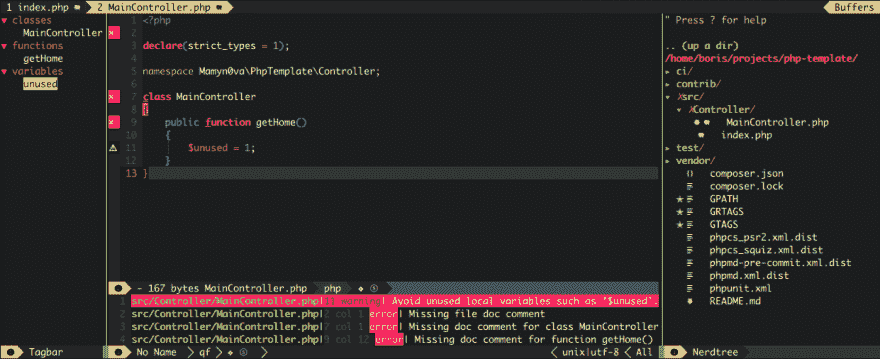 1 index.php 2 MainController.php Buffers
▼ classes
MainController
▼ functions
getHome
▼ variables
unused
1 <?php
2
3 declare(strict_types = 1);
4
5 namespace Mamyn0va\PhpTemplate\Controller;
6
7 class MainController
8 {
9 public function getHome()
10 {
11 $unused = 1;
12 }
13 }
" Press ? for help
.. (up a dir)
/home/boris/projects/php-template/
▸ ci/
▸ contrib/
▾ src/
▾ Controller/
MainController.php
index.php
▸ test/
▸ vendor/
{} composer.json
composer.lock
★ GPATH
★ GRTAGS
★ GTAGS
phpcs_psr2.xml.dist
phpcs_squiz.xml.dist
phpmd-pre-commit.xml.dist
phpmd.xml.dist
phpunit.xml
README.md
- 167 bytes MainController.php php
1 src/Controller/MainController.php|11 warning| Avoid unused local variables such as '$unused'.
2 src/Controller/MainController.php|2 col 1 error| Missing file doc comment
3 src/Controller/MainController.php|7 col 1 error| Missing doc comment for class MainController
4 src/Controller/MainController.php|9 col 12 error| Missing doc comment for function getHome()
Tagbar No Name qf unix|utf-8 All Nerdtree